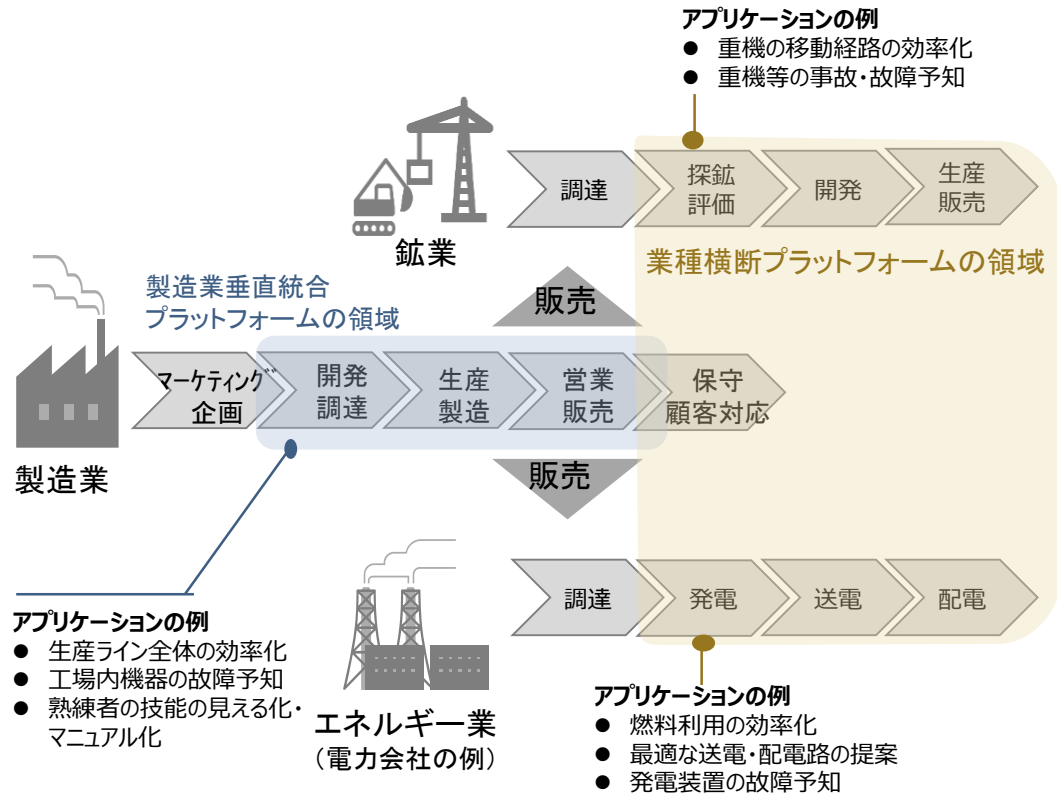 アプリケーションの例
● 重機の移動経路の効率化
● 重機等の事故・故障予知
調達
探鉱
評価
開発
生産
販売
鉱業
業種横断プラットフォームの領域
製造業垂直統合
プラットフォームの領域
販売
マーケティング
企画
開発
調達
生産
製造
営業
販売
保守
顧客対応
製造業
販売
調達
発電
送電
配電
アプリケーションの例
● 生産ライン全体の効率化
● 工場内機器の故障予知
● 熟練者の技能の見える化・
マニュアル化
エネルギー業
（電力会社の例）
アプリケーションの例
● 燃料利用の効率化
● 最適な送電・配電路の提案
● 発電装置の故障予知